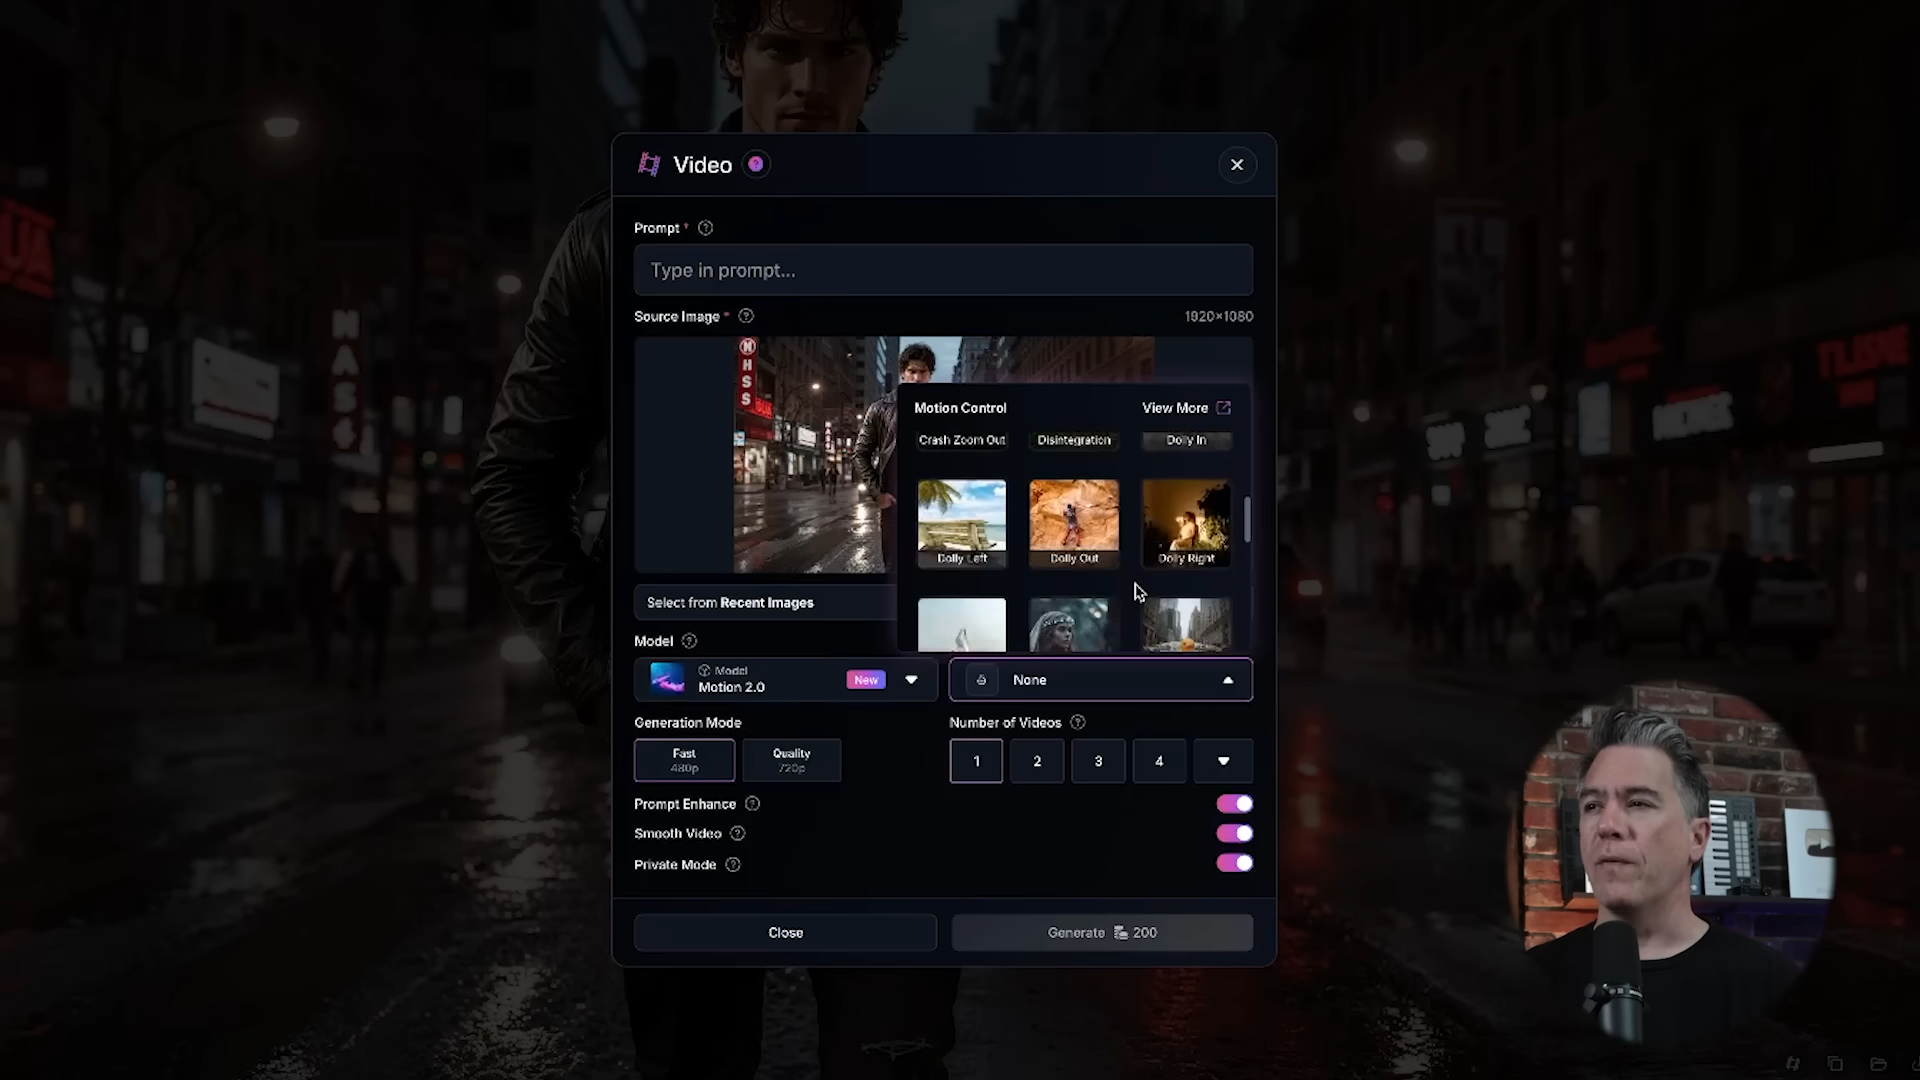 Video ?
Prompt * ?
Type in prompt...
Source Image * ?
1920×1080
N
H
S
S
Motion Control
View More
Crash Zoom Out
Disintegration
Dolly In
Dolly Left
Dolly Out
Dolly Right
Select from Recent Images
Model ?
Model
Motion 2.0
New
None
Generation Mode
Number of Videos ?
Fast
480p
Quality
720p
1
2
3
4
Prompt Enhance ?
Smooth Video ?
Private Mode ?
Close
Generate 200